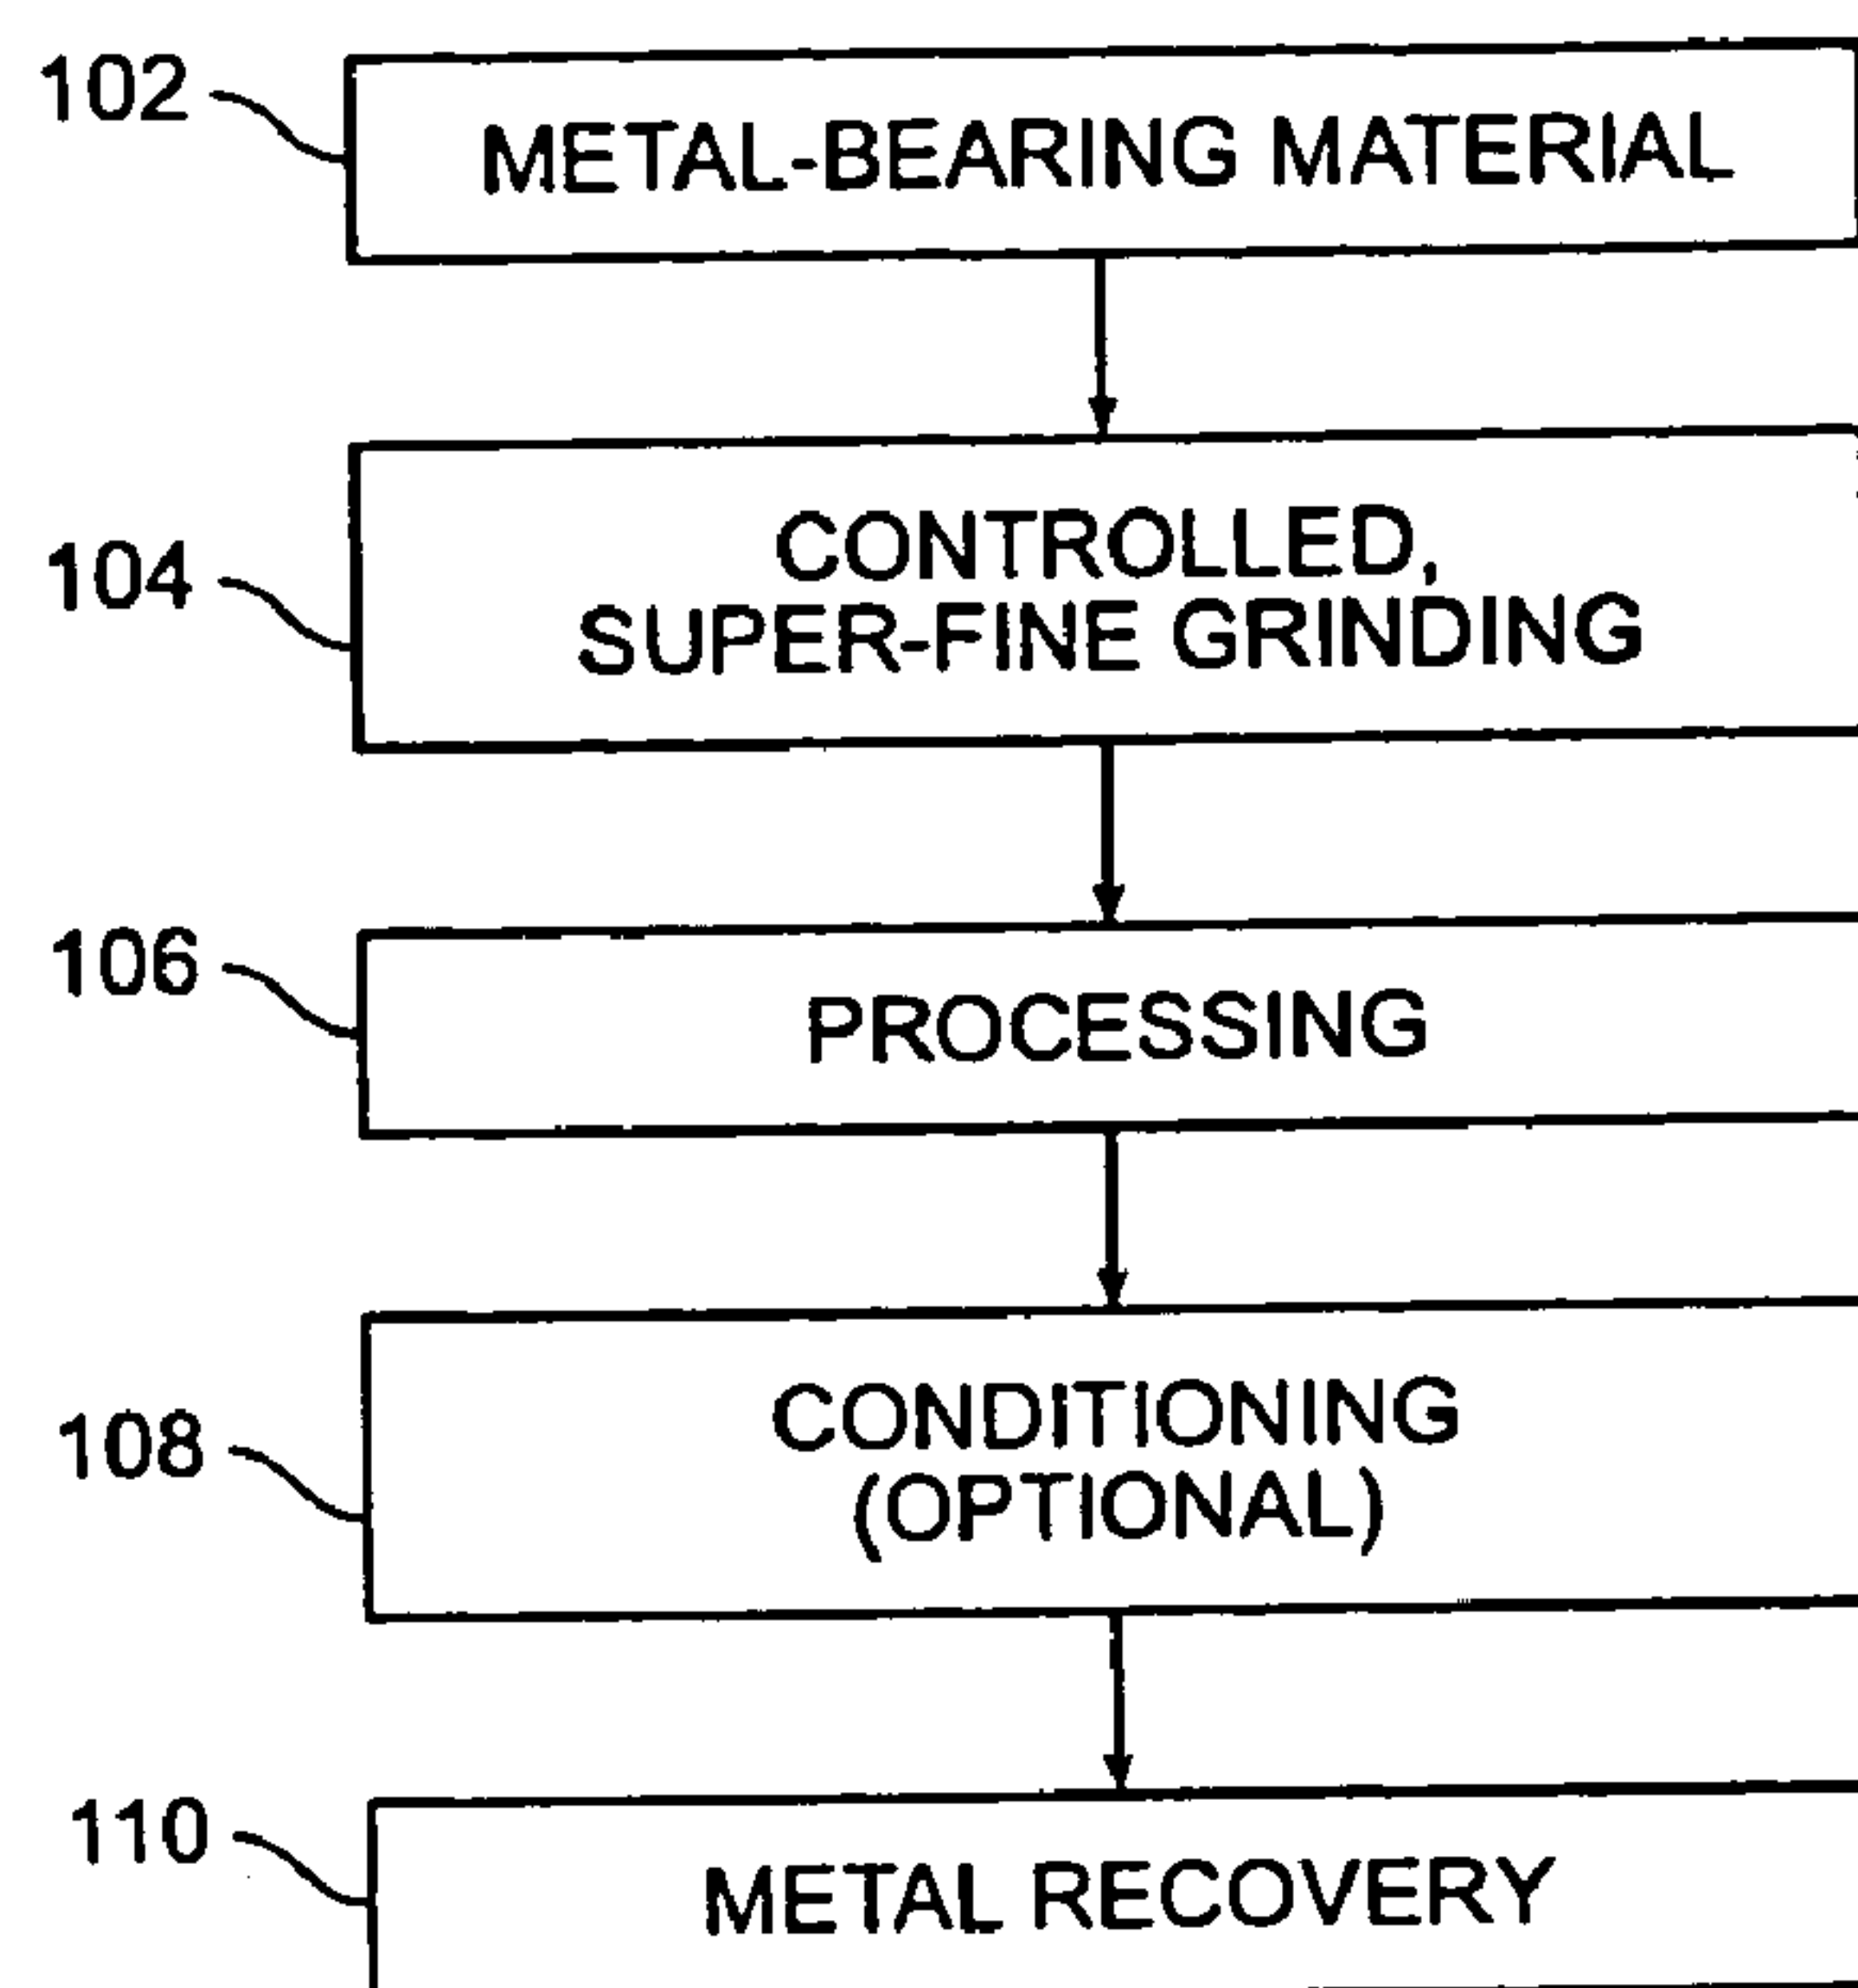 102
METAL-BEARING MATERIAL
104
CONTROLLED,
SUPER-FINE GRINDING
106
PROCESSING
108
CONDITIONING
(OPTIONAL)
110
METAL RECOVERY